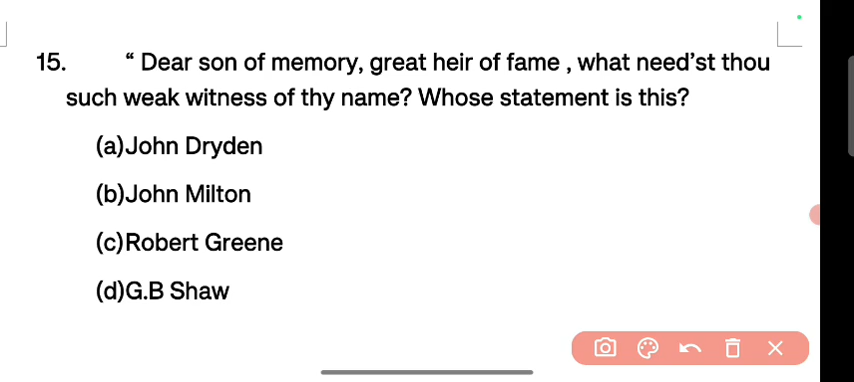 15. “ Dear son of memory, great heir of fame , what need’st thou
such weak witness of thy name? Whose statement is this?
(a)John Dryden
(b)John Milton
(c)Robert Greene
(d)G.B Shaw